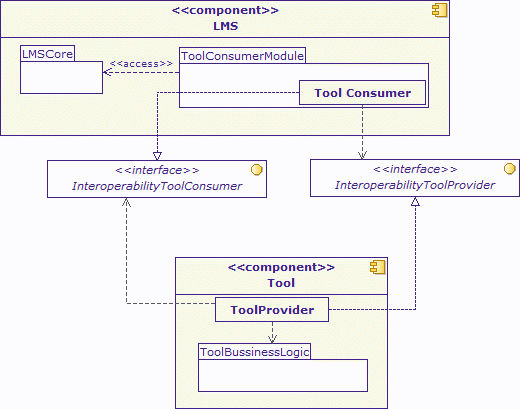 <<component>>
LMS
LMSCore
<<access>>
ToolConsumerModule
Tool Consumer
<<interface>>
InteroperabilityToolConsumer
<<interface>>
InteroperabilityToolProvider
<<component>>
Tool
ToolProvider
ToolBussinessLogic